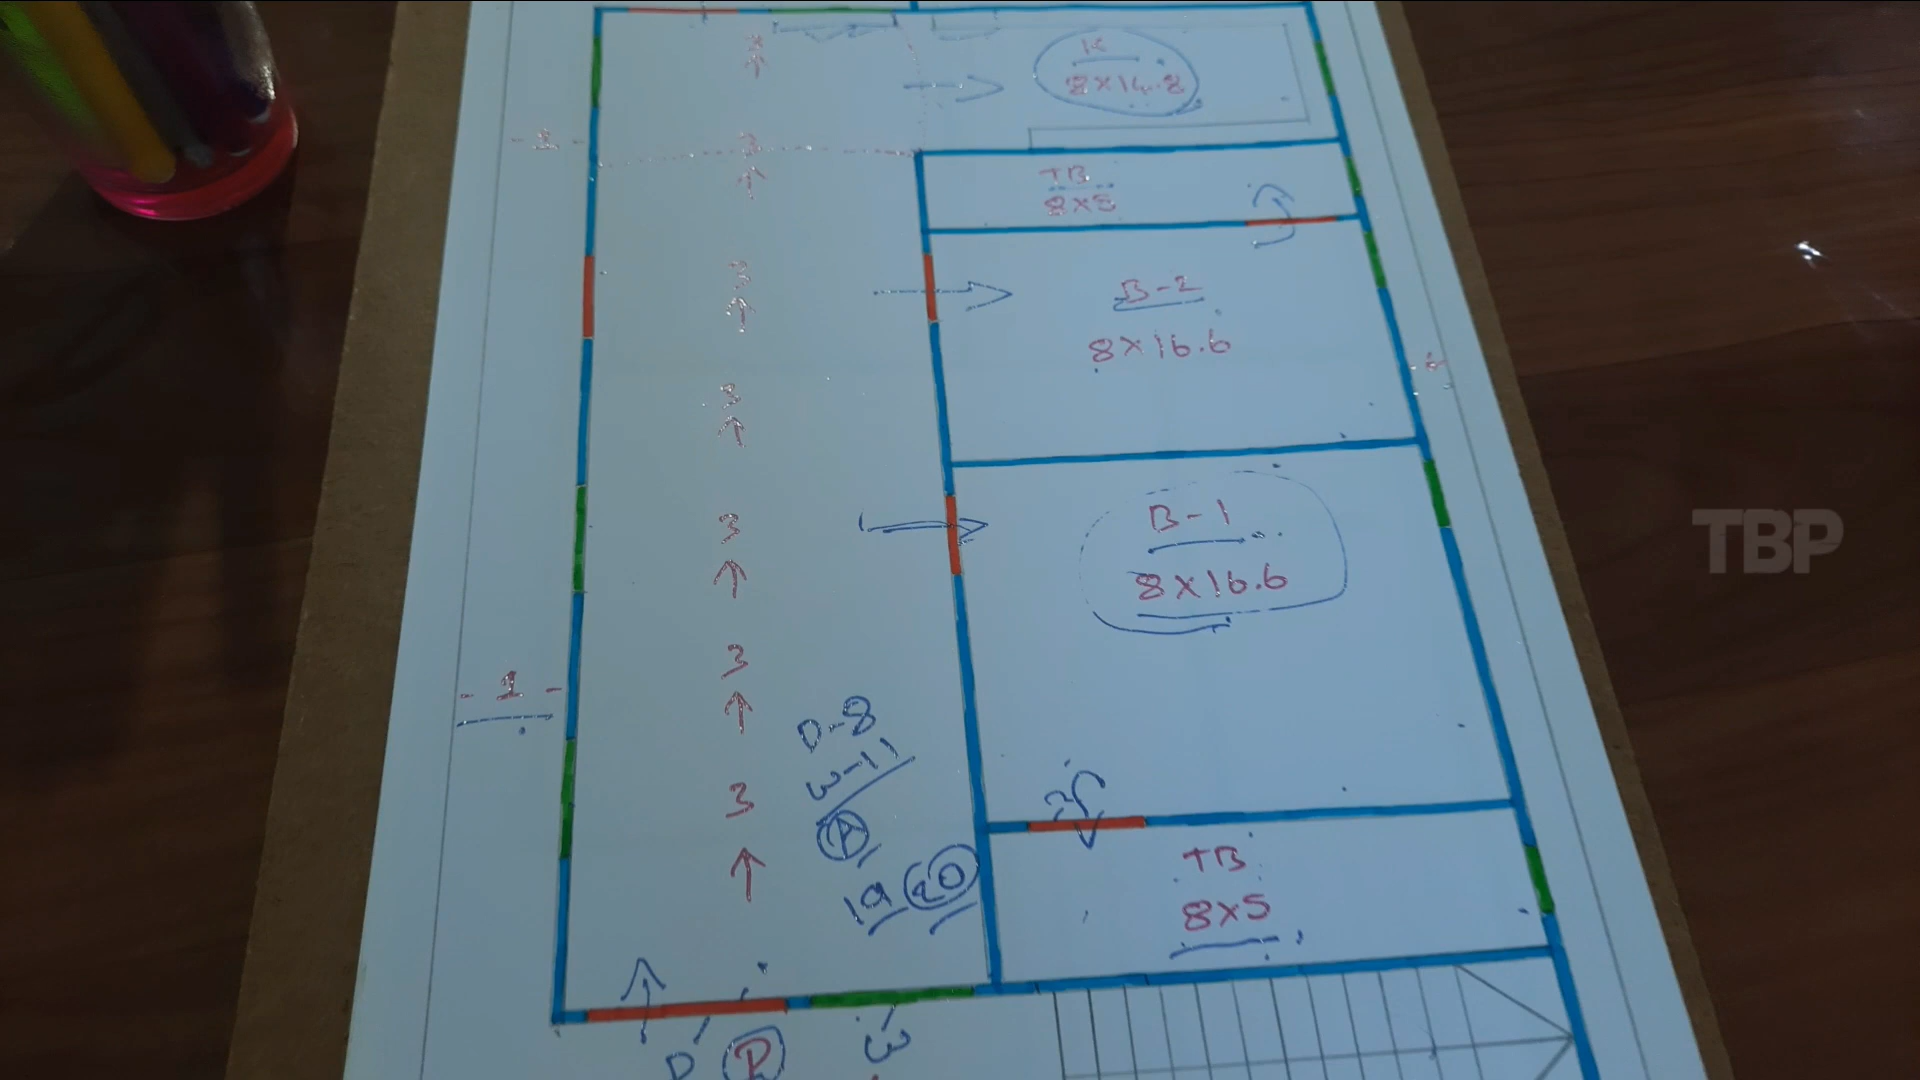 K
8x14.8
TB
B-2
8x16.6
3
3
3
B-1
8x16.6
3
3
- 1 -
D-8
3-11
A
19 20
TB
8x5
D
TBP